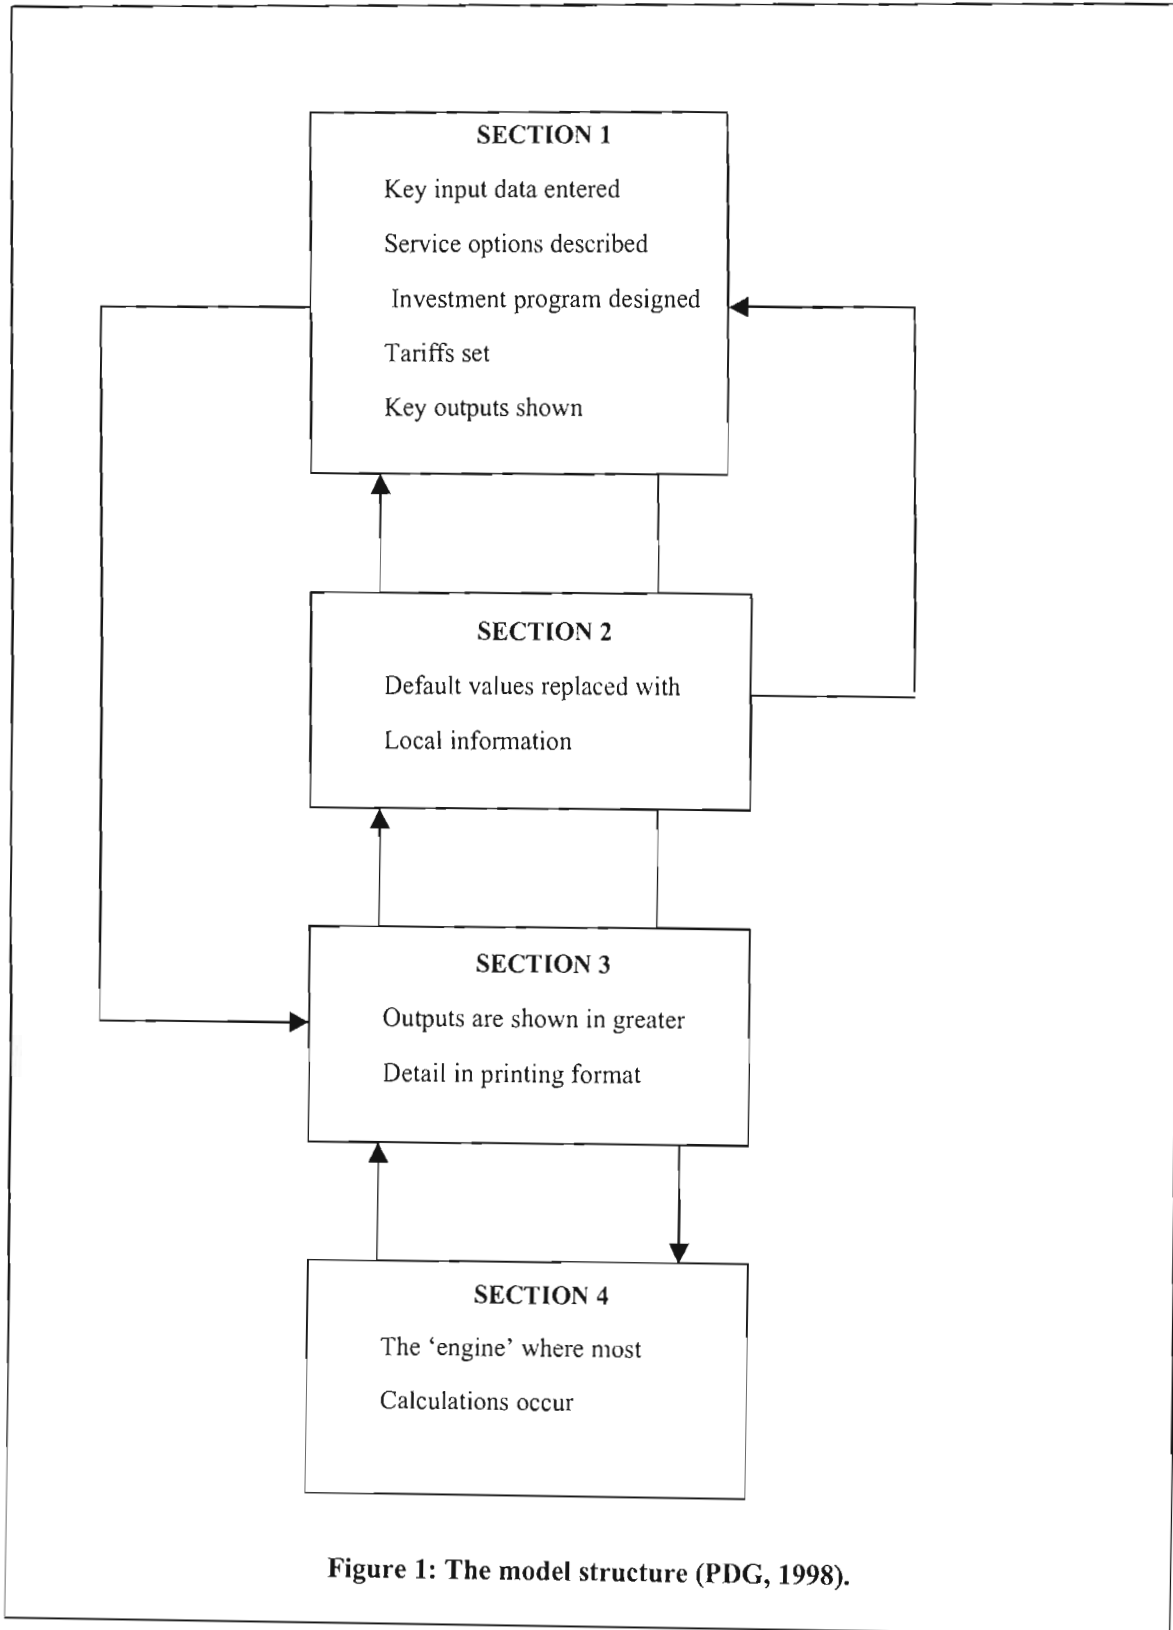 SECTION 1
Key input data entered
Service options described
Investment program designed
Tariffs set
Key outputs shown
SECTION 2
Default values replaced with
Local information
SECTION 3
Outputs are shown in greater
Detail in printing format
SECTION 4
The ‘engine’ where most
Calculations occur
Figure 1: The model structure (PDG, 1998).